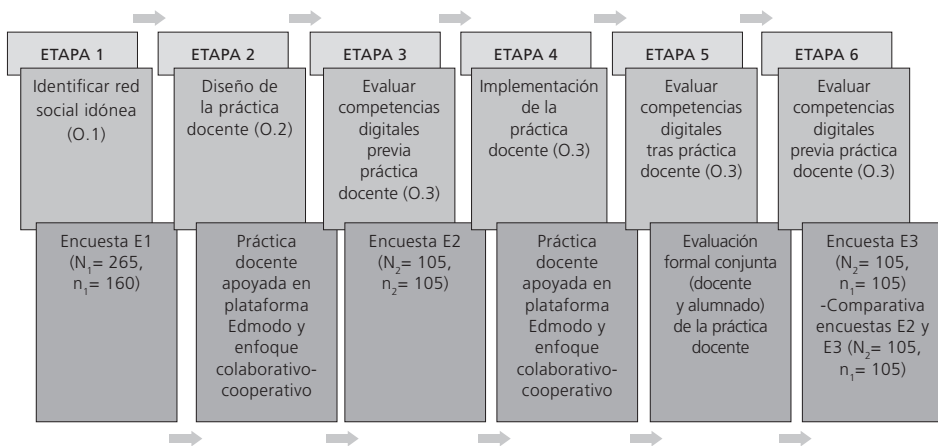 ETAPA 1
Identificar red
social idónea
(O.1)
Encuesta E1
(N₁= 265,
n₁= 160)
ETAPA 2
Diseño de
la práctica
docente (O.2)
Práctica
docente
apoyada en
plataforma
Edmodo y
enfoque
colaborativo-
cooperativo
ETAPA 3
Evaluar
competencias
digitales
previa
práctica
docente (O.3)
Encuesta E2
(N₂= 105,
n₂= 105)
ETAPA 4
Implementación
de la
práctica
docente (O.3)
Práctica
docente
apoyada en
plataforma
Edmodo y
enfoque
colaborativo-
cooperativo
ETAPA 5
Evaluar
competencias
digitales
tras práctica
docente (O.3)
Evaluación
formal conjunta
(docente
y alumnado)
de la práctica
docente
ETAPA 6
Evaluar
competencias
digitales
previa práctica
docente (O.3)
Encuesta E3
(N₂= 105,
n₁= 105)
-Comparativa
encuestas E2 y
E3 (N₂= 105,
n₁= 105)